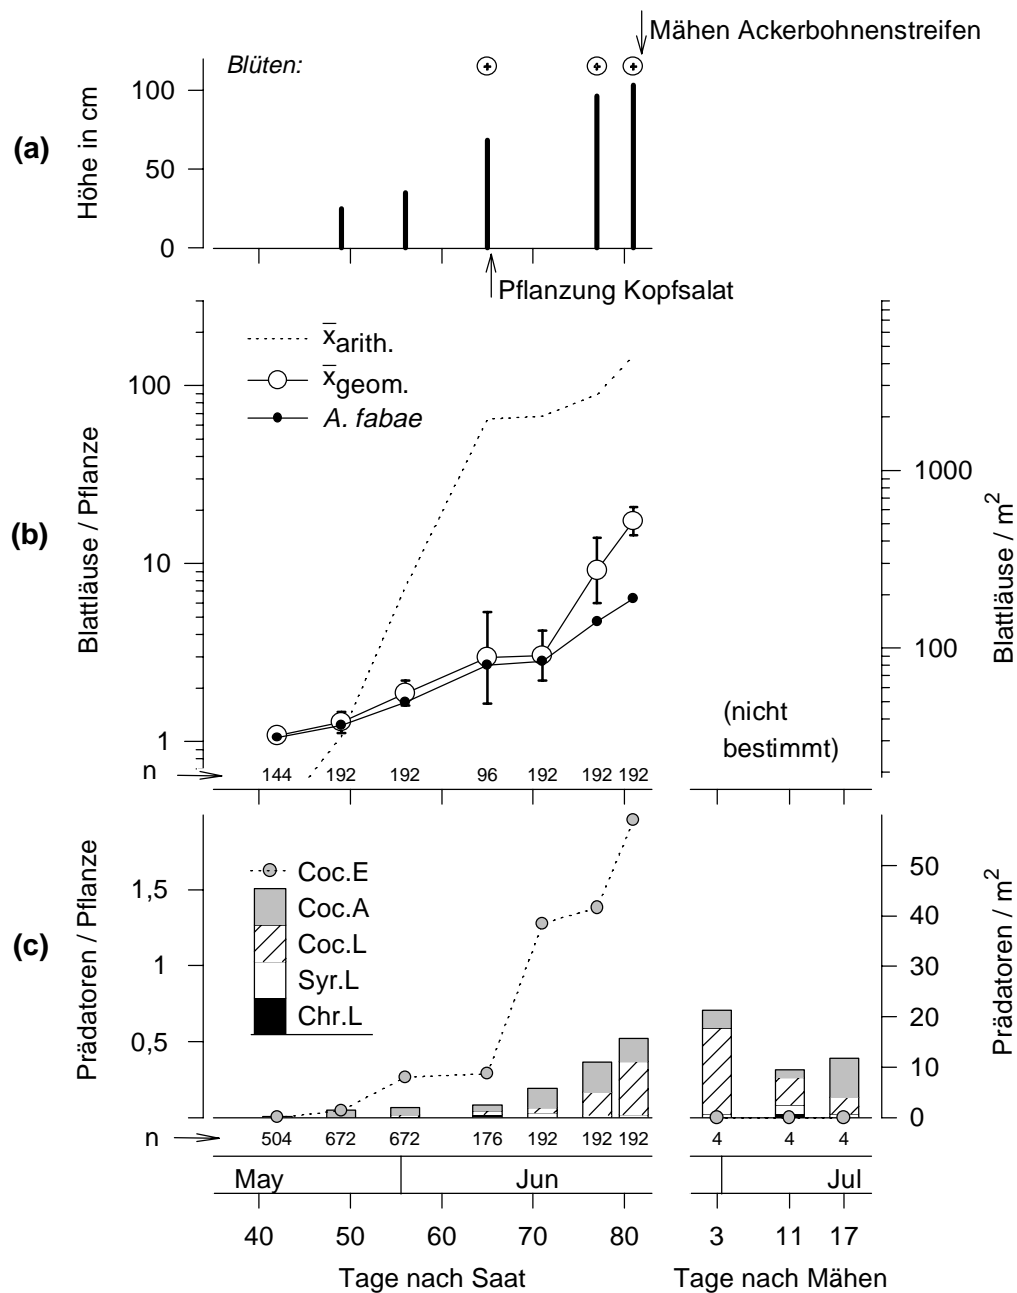 Mähen Ackerbohnenstreifen
Blüten:
(a)
Höhe in cm
100
50
0
Pflanzung Kopfsalat
(b)
Blattläuse / Pflanze
100
10
1
x̅arith.
x̅geom.
A. fabae
1000
100
Blattläuse / m²
(nicht
bestimmt)
n
144 192 192 96 192 192 192
(c)
Prädatoren / Pflanze
1,5
1
0,5
Coc.E
Coc.A
Coc.L
Syr.L
Chr.L
50
40
30
20
10
0
Prädatoren / m²
n
504 672 672 176 192 192 192 4 4 4
May Jun Jul
40 50 60 70 80 3 11 17
Tage nach Saat Tage nach Mähen